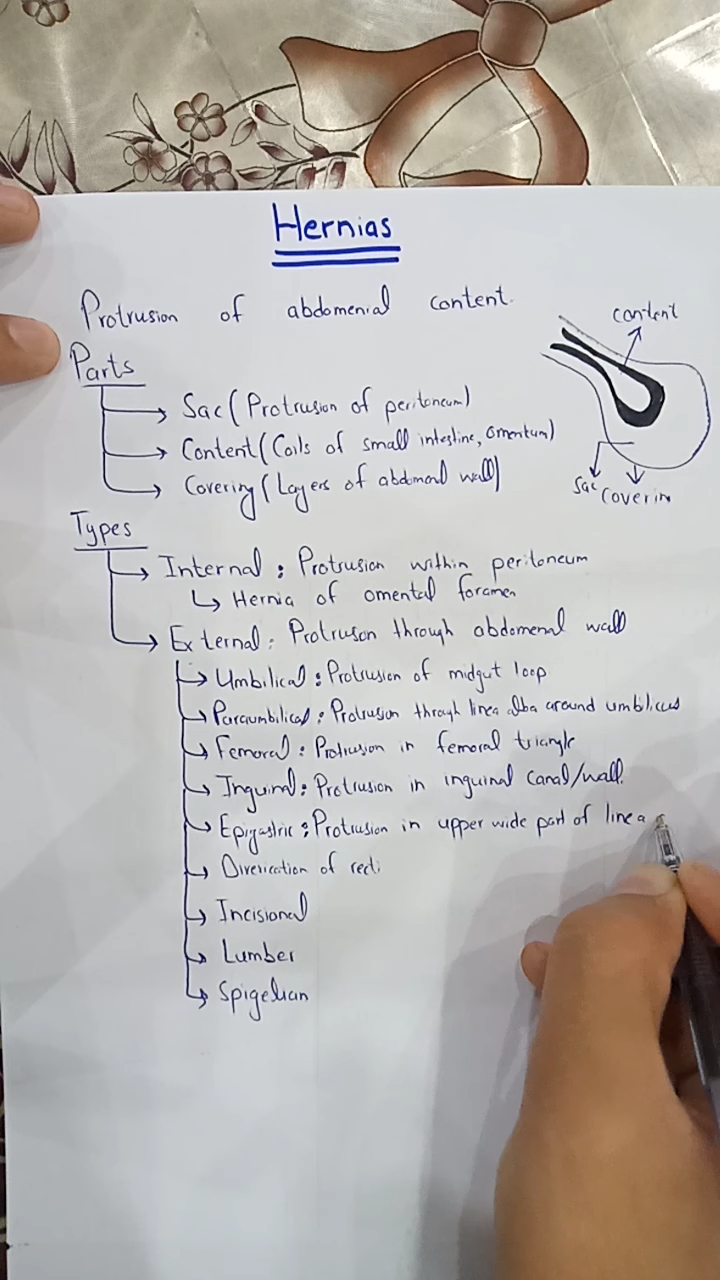 Hernias
Protrusion of abdomenial content.
content
Parts
Sac (Protrusion of peritoneum)
Content (Coils of small intestine, Omentum)
Covering (Layers of abdomenal wall)
Sac
Coverin
Types
Internal : Protrusion within peritoneum
Hernia of omental foramen
External : Protruson through abdomenal wall
Umbilical : Protrusion of midgut loop
Paraumbilical : Protrusion through linea alba around umbilicus
Femoral : Protrusion in femoral triangle
Inguinal : Protrusion in inguinal canal/wall.
Epigastric : Protrusion in upper wide part of linea
Diverication of recti
Incisional
Lumber
Spigelian